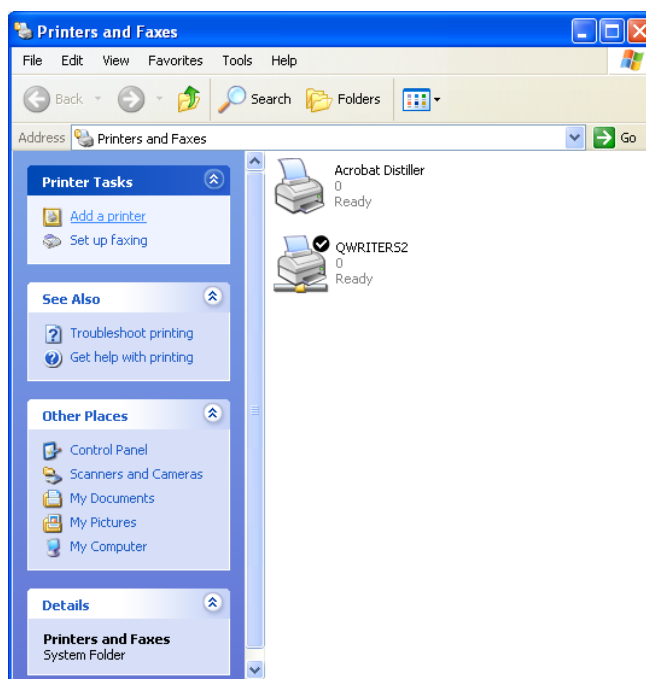 Printers and Faxes
File Edit View Favorites Tools Help
Back Search Folders
Address Printers and Faxes Go
Printer Tasks
Add a printer
Set up faxing
See Also
Troubleshoot printing
Get help with printing
Other Places
Control Panel
Scanners and Cameras
My Documents
My Pictures
My Computer
Details
Printers and Faxes
System Folder
Acrobat Distiller
0
Ready
QWRITERS2
0
Ready